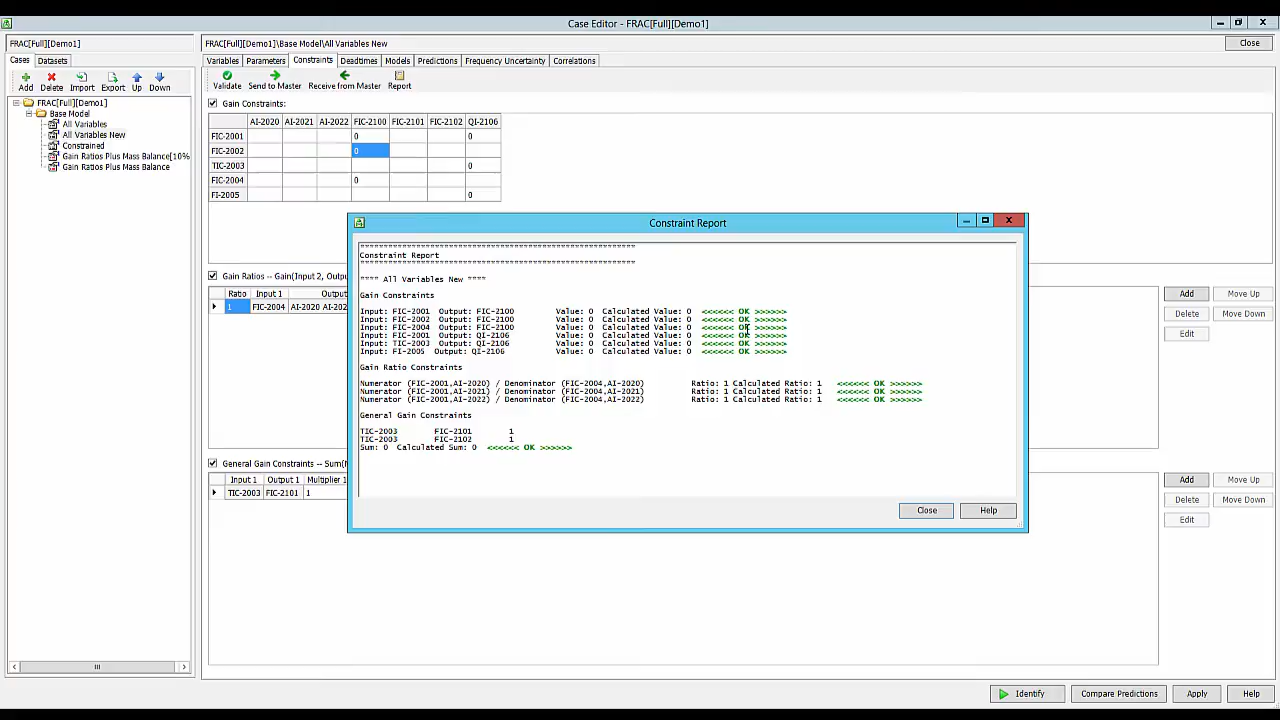 Case Editor - FRAC[Full][Demo1]
FRAC[Full][Demo1]
FRAC[Full][Demo1]\Base Model\All Variables New
Close
Cases Datasets
Variables Parameters Constraints Deadtimes Models Predictions Frequency Uncertainty Correlations
Add Delete Import Export Up Down
Validate Send to Master Receive from Master Report
FRAC[Full][Demo1]
Base Model
All Variables
All Variables New
Constrained
Gain Ratios Plus Mass Balance[10%
Gain Ratios Plus Mass Balance
Gain Constraints:
AI-2020 AI-2021 AI-2022 FIC-2100 FIC-2101 FIC-2102 QI-2106
FIC-2001 0 0
FIC-2002 0
TIC-2003 0
FIC-2004 0
FI-2005 0
Gain Ratios -- Gain(Input 2, Outpu
Ratio Input 1 Output
1 FIC-2004 AI-2020 AI-202
Add Move Up
Delete Move Down
Edit
General Gain Constraints -- Sum(
Input 1 Output 1 Multiplier 1
TIC-2003 FIC-2101 1
Add Move Up
Delete Move Down
Edit
Constraint Report
**********************************************************
Constraint Report
**********************************************************
**** All Variables New ****
Gain Constraints
Input: FIC-2001 Output: FIC-2100 Value: 0 Calculated Value: 0 <<<<<< OK >>>>>>
Input: FIC-2002 Output: FIC-2100 Value: 0 Calculated Value: 0 <<<<<< OK >>>>>>
Input: FIC-2004 Output: FIC-2100 Value: 0 Calculated Value: 0 <<<<<< OK >>>>>>
Input: FIC-2001 Output: QI-2106 Value: 0 Calculated Value: 0 <<<<<< OK >>>>>>
Input: TIC-2003 Output: QI-2106 Value: 0 Calculated Value: 0 <<<<<< OK >>>>>>
Input: FI-2005 Output: QI-2106 Value: 0 Calculated Value: 0 <<<<<< OK >>>>>>
Gain Ratio Constraints
Numerator (FIC-2001,AI-2020) / Denominator (FIC-2004,AI-2020) Ratio: 1 Calculated Ratio: 1 <<<<<< OK >>>>>>
Numerator (FIC-2001,AI-2021) / Denominator (FIC-2004,AI-2021) Ratio: 1 Calculated Ratio: 1 <<<<<< OK >>>>>>
Numerator (FIC-2001,AI-2022) / Denominator (FIC-2004,AI-2022) Ratio: 1 Calculated Ratio: 1 <<<<<< OK >>>>>>
General Gain Constraints
TIC-2003 FIC-2101 1
TIC-2003 FIC-2102 1
Sum: 0 Calculated Sum: 0 <<<<<< OK >>>>>>
Close Help
Identify Compare Predictions Apply Help